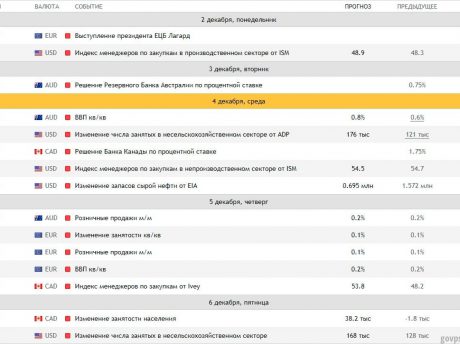 ВАЛЮТА СОБЫТИЕ ПРОГНОЗ ПРЕДЫДУЩЕЕ
2 декабря, понедельник
EUR Выступление президента ЕЦБ Лагард
USD Индекс менеджеров по закупкам в производственном секторе от ISM 48.9 48.3
3 декабря, вторник
AUD Решение Резервного Банка Австралии по процентной ставке 0.75%
4 декабря, среда
AUD ВВП кв/кв 0.8% 0.6%
USD Изменение числа занятых в несельскохозяйственном секторе от ADP 176 тыс 121 тыс
CAD Решение Банка Канады по процентной ставке 1.75%
USD Индекс менеджеров по закупкам в непроизводственном секторе от ISM 54.5 54.7
USD Изменение запасов сырой нефти от EIA 0.695 млн 1.572 млн
5 декабря, четверг
AUD Розничные продажи м/м 0.2% 0.2%
EUR Изменение занятости кв/кв 0.1% 0.2%
EUR Розничные продажи м/м 0.1% 0.1%
EUR ВВП кв/кв 0.2% 0.2%
CAD Индекс менеджеров по закупкам от Ivey 53.8 48.2
6 декабря, пятница
CAD Изменение занятости населения 38.2 тыс -1.8 тыс
USD Изменение числа занятых в несельскохозяйственном секторе 168 тыс 128 тыс